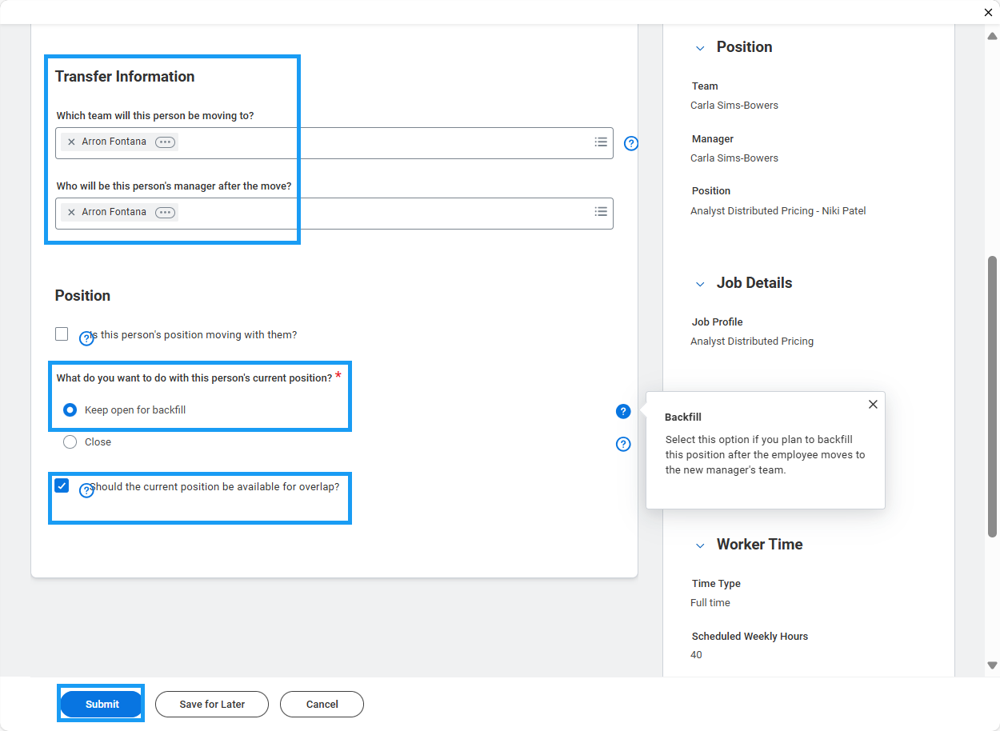 Transfer Information
Which team will this person be moving to?
Arron Fontana
Who will be this person's manager after the move?
Arron Fontana
Position
Is this person's position moving with them?
What do you want to do with this person's current position? *
Keep open for backfill
Close
Should the current position be available for overlap?
Submit
Save for Later
Cancel
Position
Team
Carla Sims-Bowers
Manager
Carla Sims-Bowers
Position
Analyst Distributed Pricing - Niki Patel
Job Details
Job Profile
Analyst Distributed Pricing
Backfill
Select this option if you plan to backfill
this position after the employee moves to
the new manager's team.
Worker Time
Time Type
Full time
Scheduled Weekly Hours
40